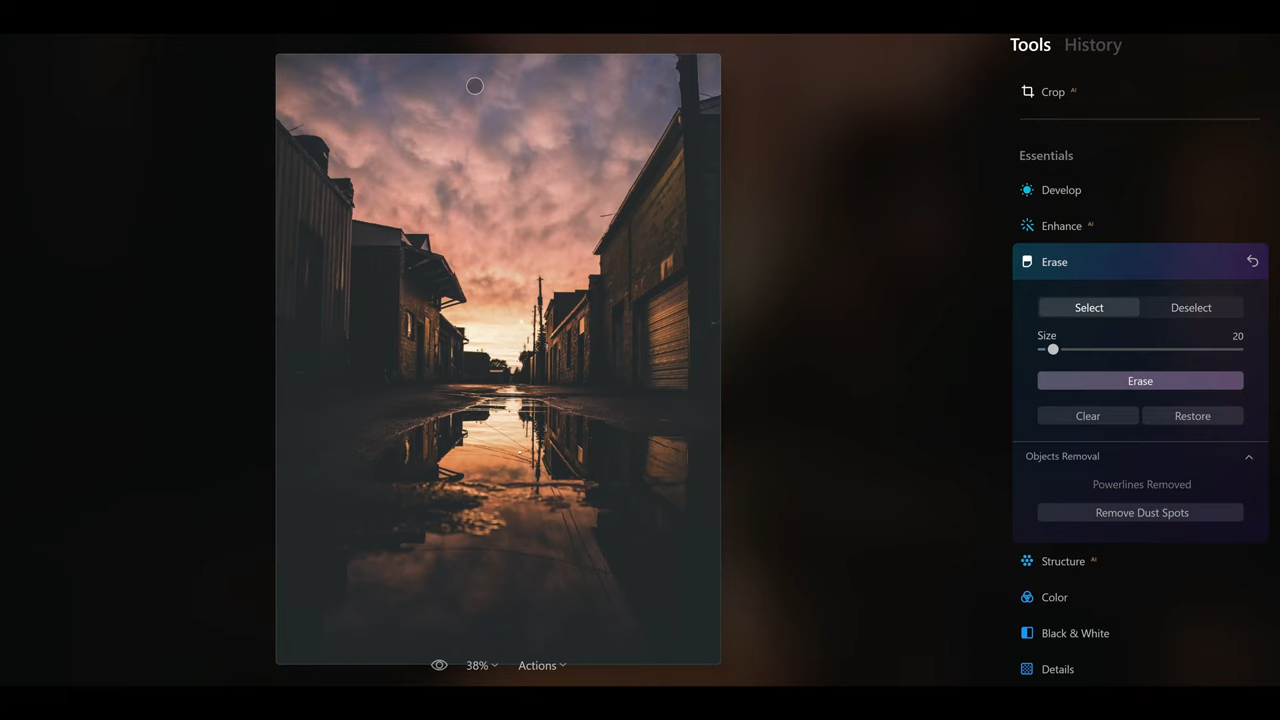 Tools History
Crop AI
Essentials
Develop
Enhance AI
Erase
Select Deselect
Size 20
Erase
Clear Restore
Objects Removal
Powerlines Removed
Remove Dust Spots
Structure AI
Color
Black & White
Details
38% Actions